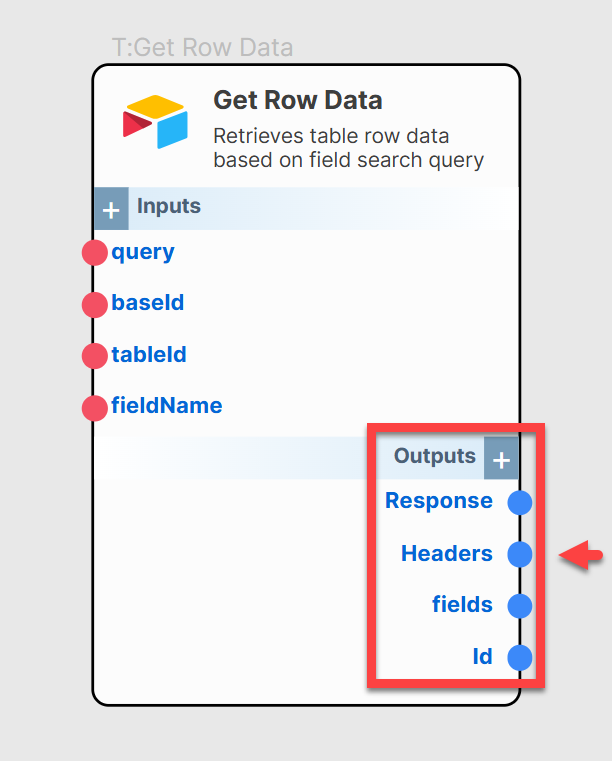 T:Get Row Data
Get Row Data
Retrieves table row data
based on field search query
+ Inputs
query
baseId
tableId
fieldName
Outputs +
Response
Headers
fields
Id